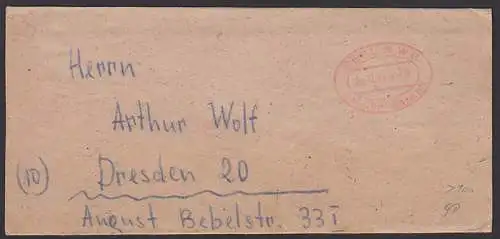 Herrn
Arthur Wolf
(10) Dresden 20
August Bebelstr. 33 I